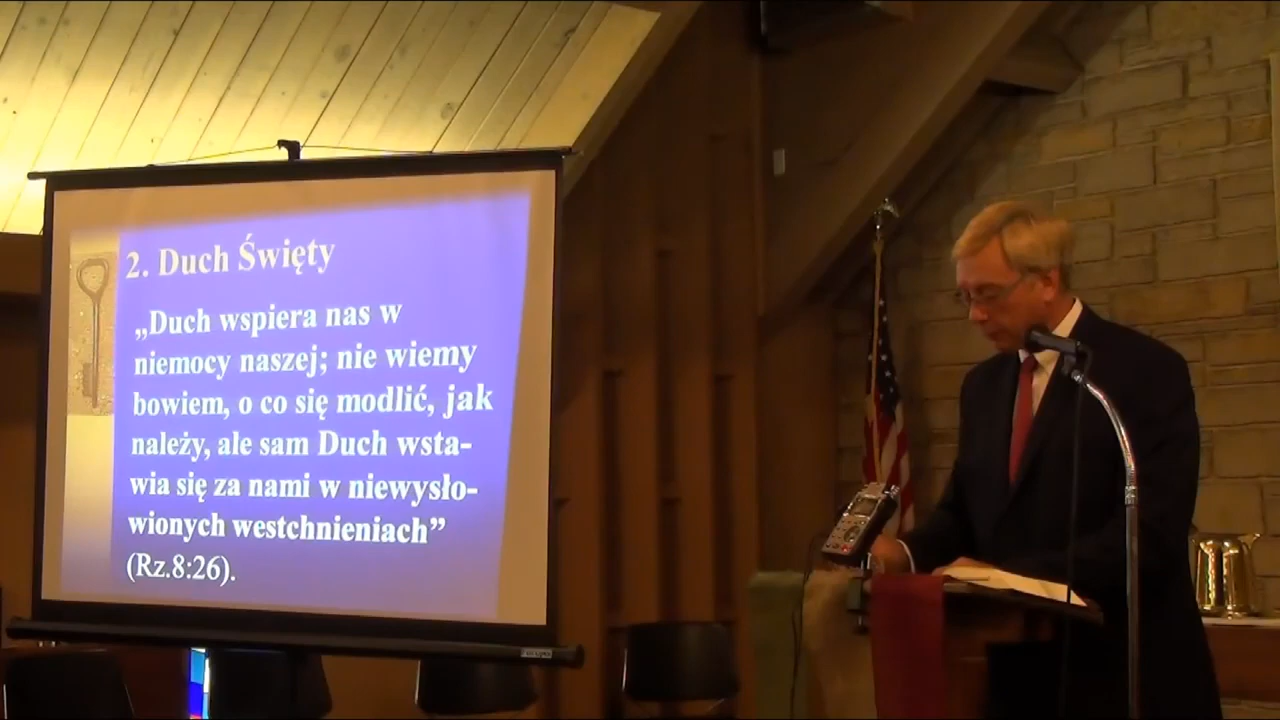 2. Duch Święty
„Duch wspiera nas w
niemocy naszej; nie wiemy
bowiem, o co się modlić, jak
należy, ale sam Duch wsta-
wia się za nami w niewysło-
wionych westchnieniach”
(Rz.8:26).